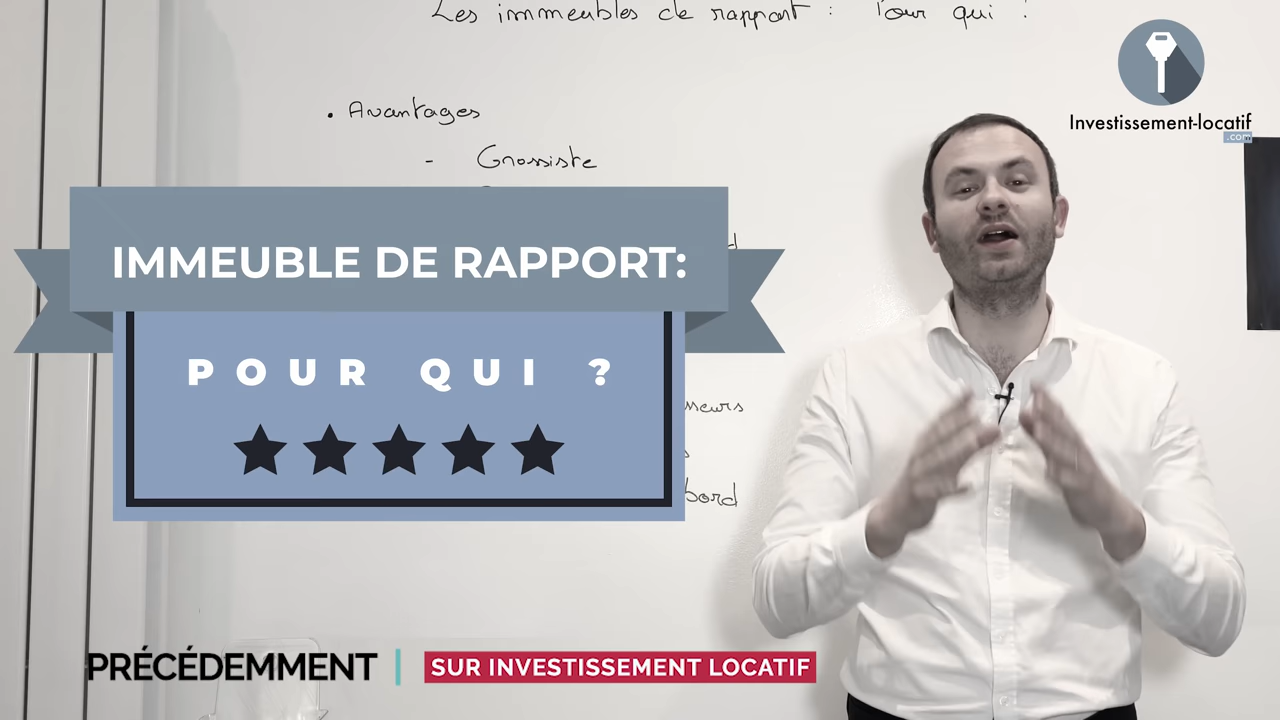 Les immeubles de rapport : Pour qui ?
Investissement-locatif
.com
• Avantages
- Grossiste
IMMEUBLE DE RAPPORT:
POUR QUI ?
bord
PRÉCÉDEMMENT
SUR INVESTISSEMENT LOCATIF